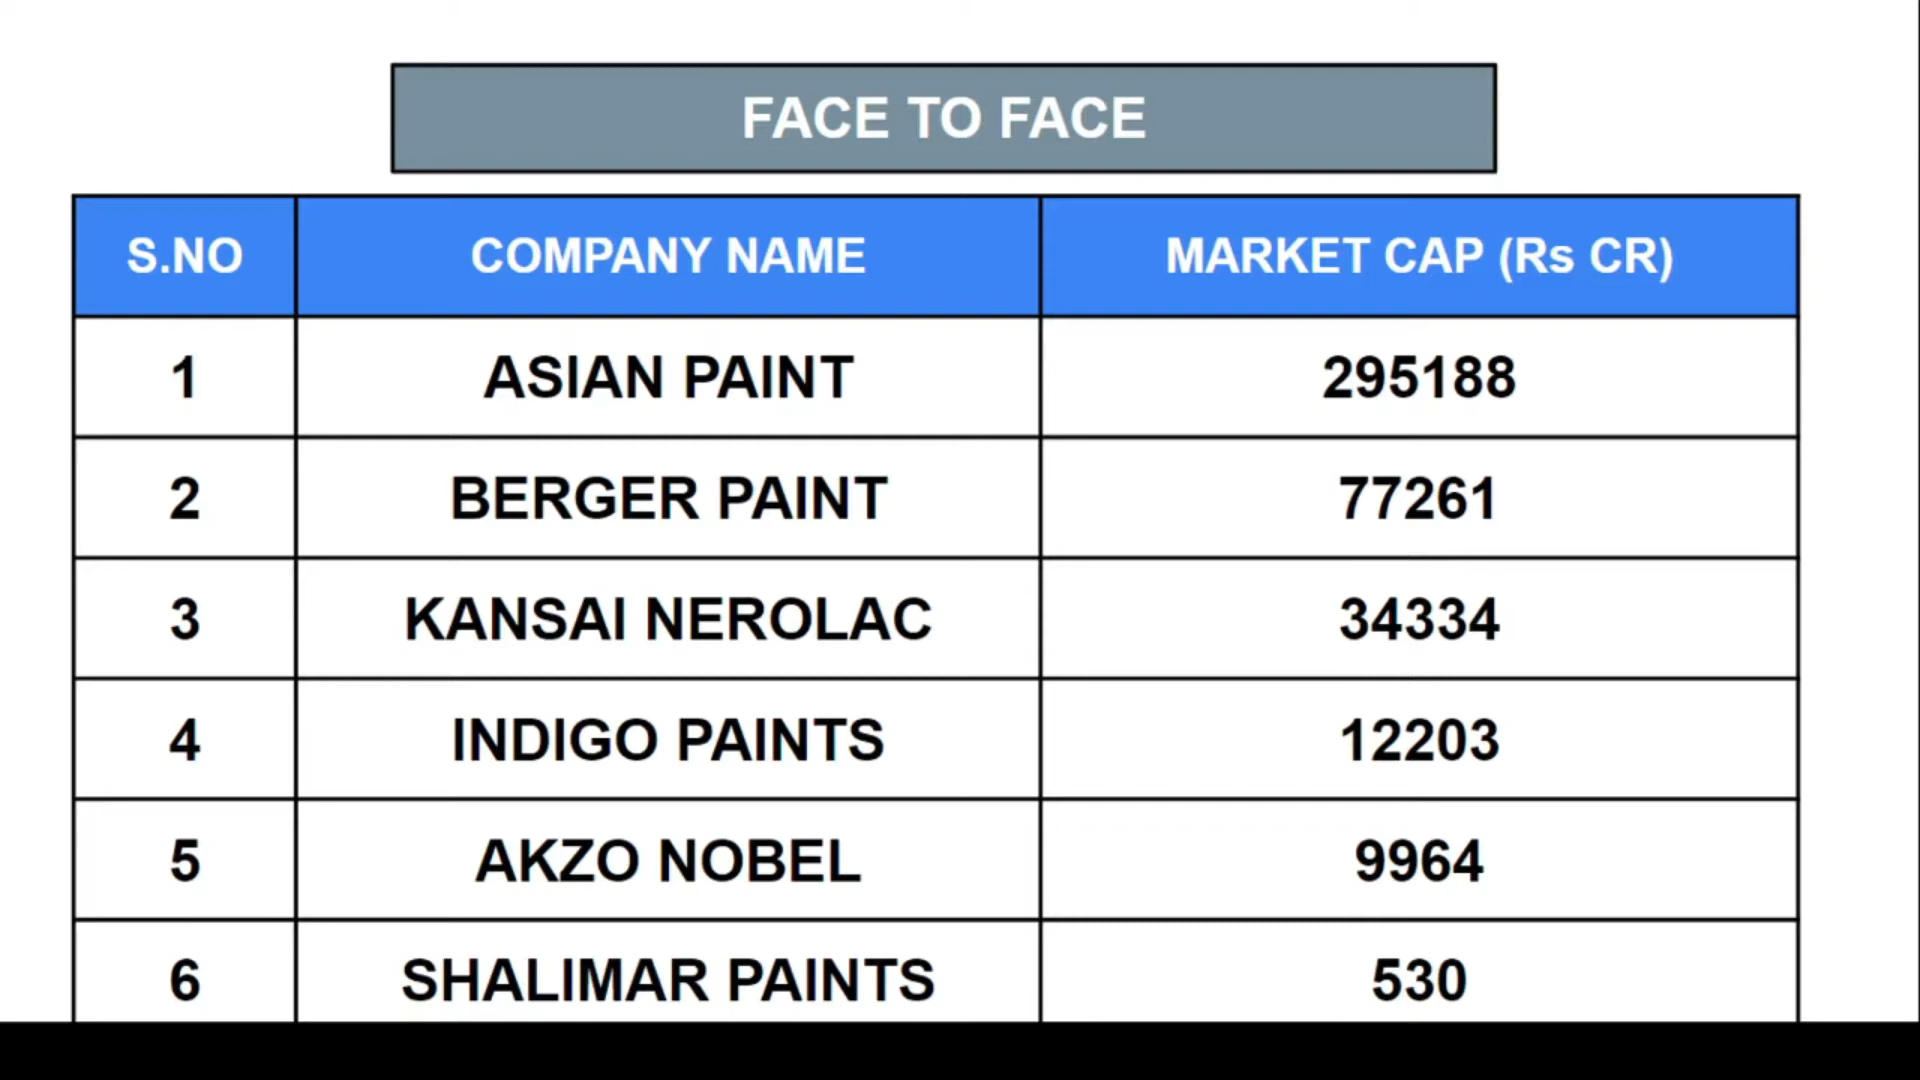 FACE TO FACE
S.NO COMPANY NAME MARKET CAP (Rs CR)
1 ASIAN PAINT 295188
2 BERGER PAINT 77261
3 KANSAI NEROLAC 34334
4 INDIGO PAINTS 12203
5 AKZO NOBEL 9964
6 SHALIMAR PAINTS 530